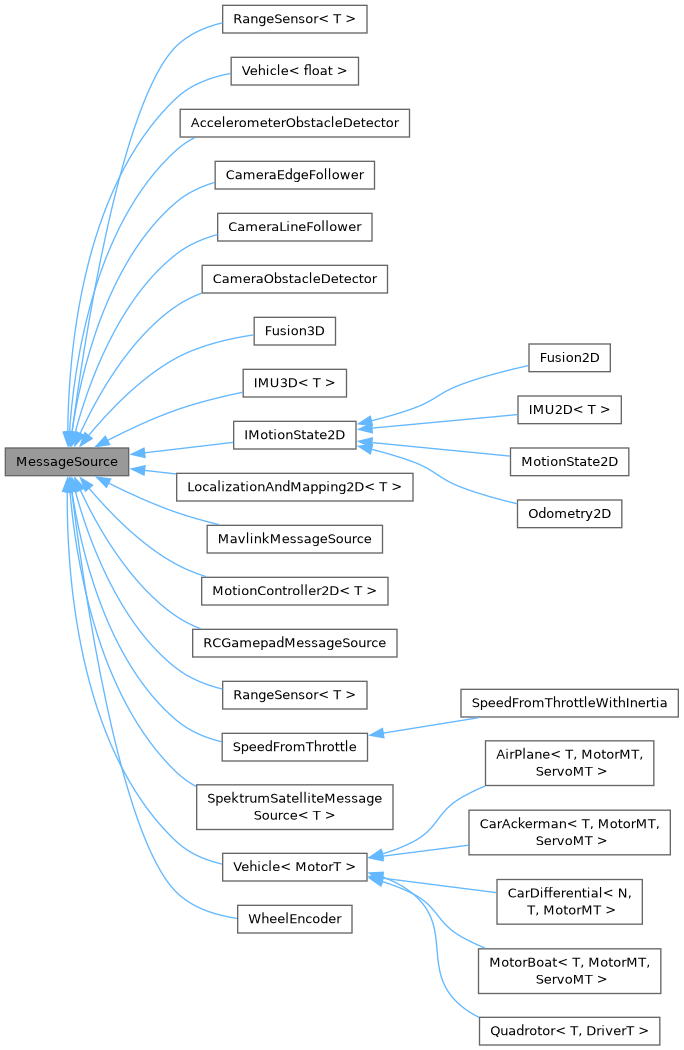 MessageSource
RangeSensor< T >
Vehicle< float >
AccelerometerObstacleDetector
CameraEdgeFollower
CameraLineFollower
CameraObstacleDetector
Fusion3D
IMU3D< T >
IMotionState2D
Fusion2D
IMU2D< T >
MotionState2D
Odometry2D
LocalizationAndMapping2D< T >
MavlinkMessageSource
MotionController2D< T >
RCGamepadMessageSource
RangeSensor< T >
SpeedFromThrottle
SpeedFromThrottleWithInertia
SpektrumSatelliteMessage
Source< T >
Vehicle< MotorT >
AirPlane< T, MotorMT,
ServoMT >
CarAckerman< T, MotorMT,
ServoMT >
CarDifferential< N,
T, MotorMT >
MotorBoat< T, MotorMT,
ServoMT >
Quadrotor< T, DriverT >
WheelEncoder